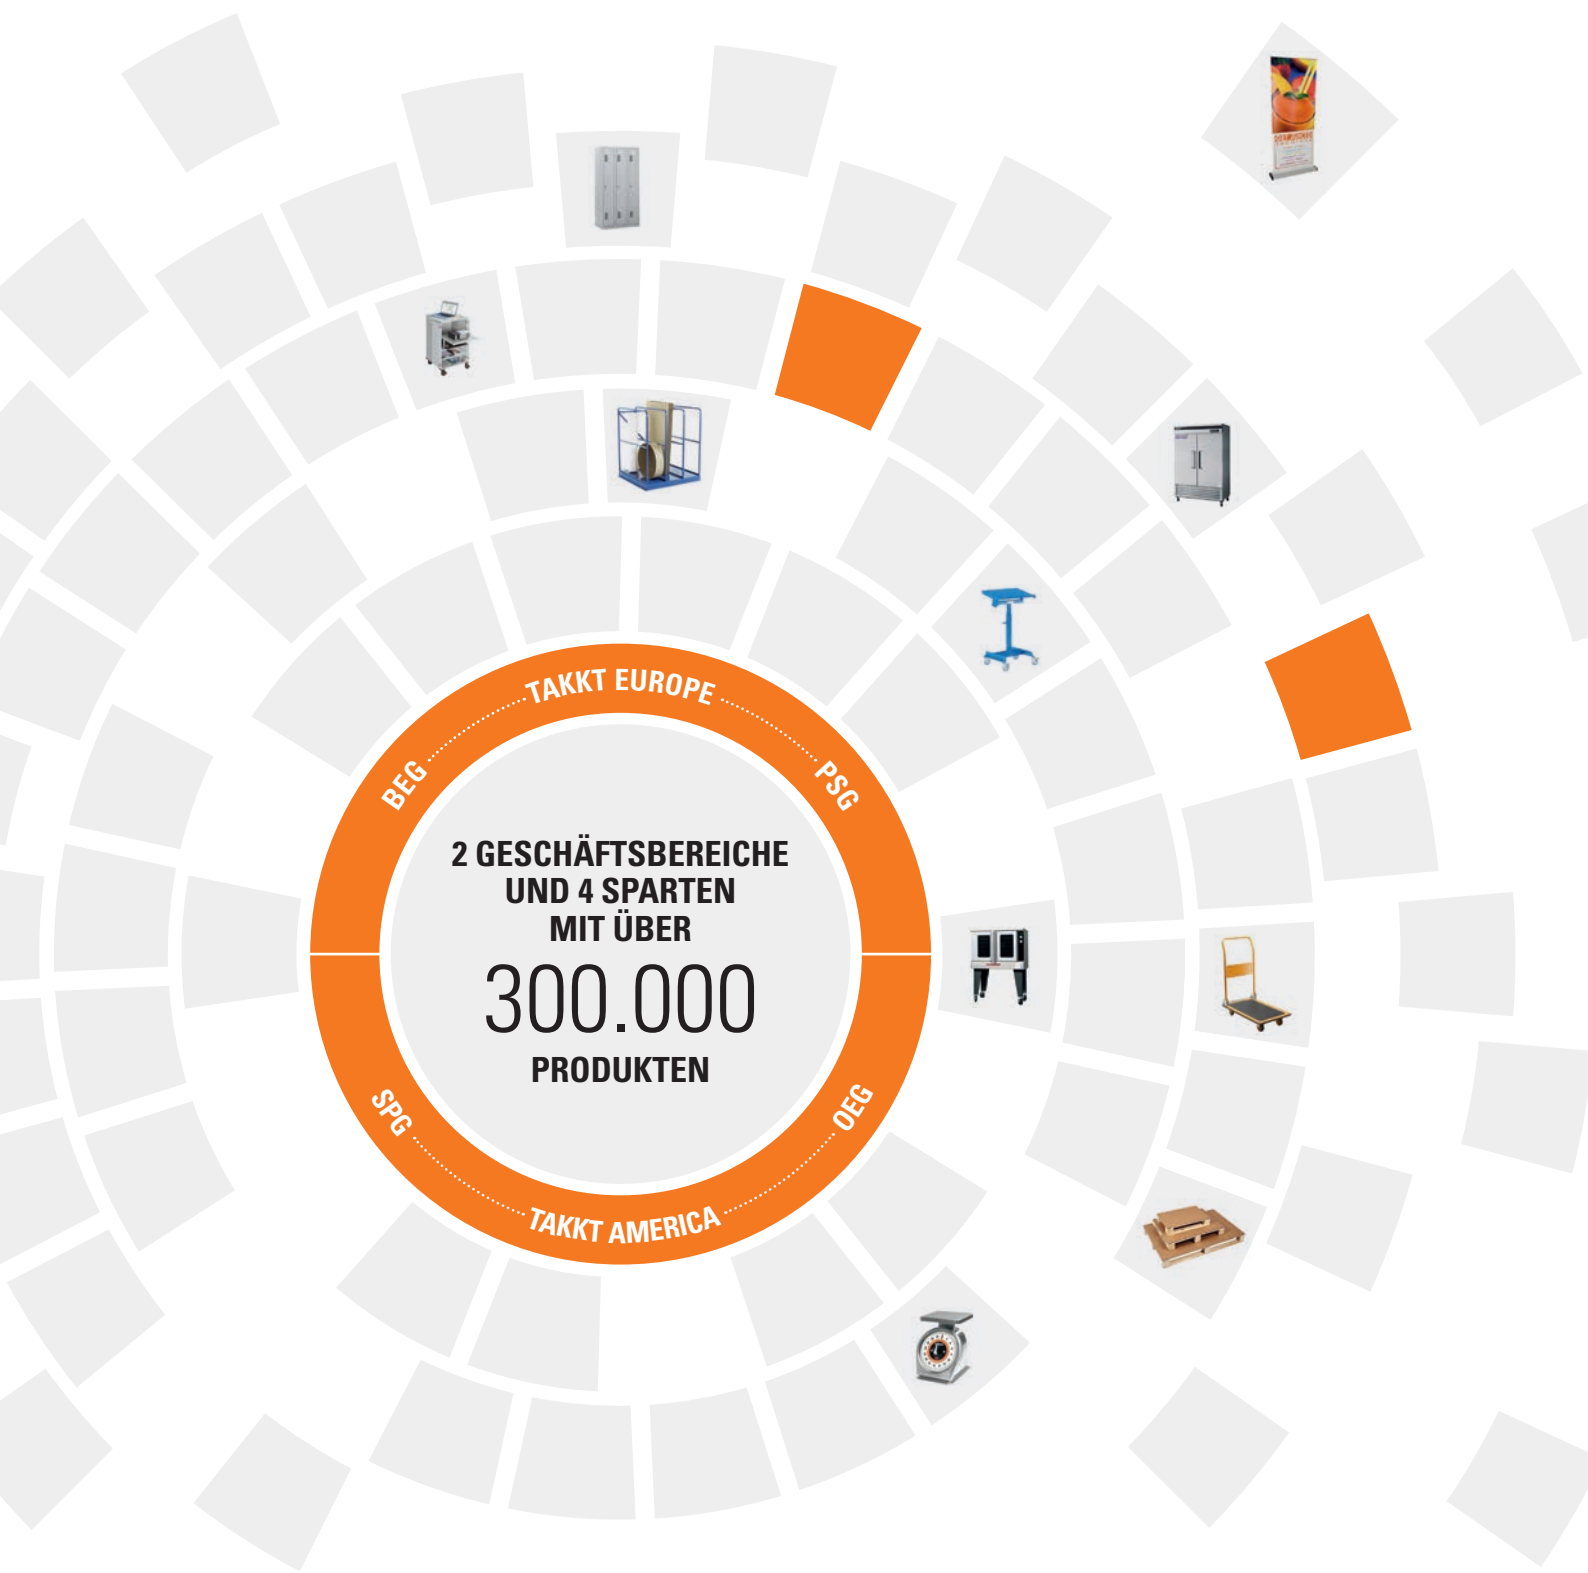 TAKKT EUROPE
BEG
PSG
2 GESCHÄFTSBEREICHE
UND 4 SPARTEN
MIT ÜBER
300.000
PRODUKTEN
SPG
OEG
TAKKT AMERICA